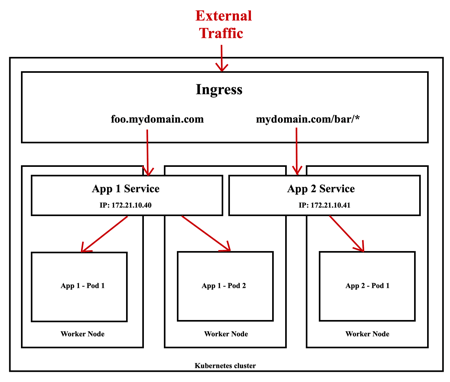 External
Traffic
Ingress
foo.mydomain.com
mydomain.com/bar/*
App 1 Service
IP: 172.21.10.40
App 2 Service
IP: 172.21.10.41
App 1 - Pod 1
App 1 - Pod 2
App 2 - Pod 1
Worker Node
Worker Node
Worker Node
Kubernetes cluster